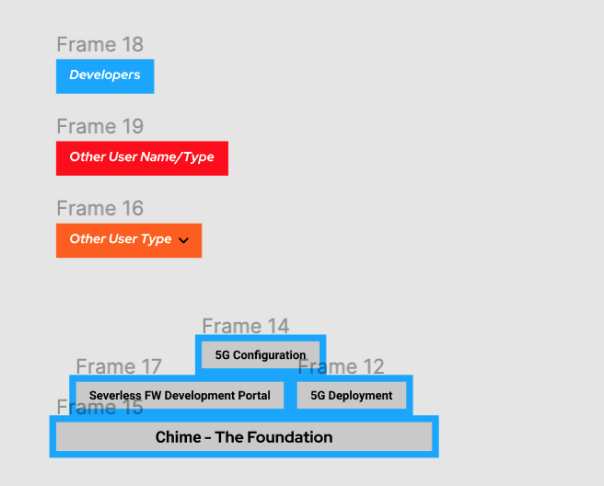 Frame 18
Developers
Frame 19
Other User Name/Type
Frame 16
Other User Type
Frame 14
5G Configuration
Frame 17
Frame 12
Severless FW Development Portal
5G Deployment
Frame 15
Chime - The Foundation